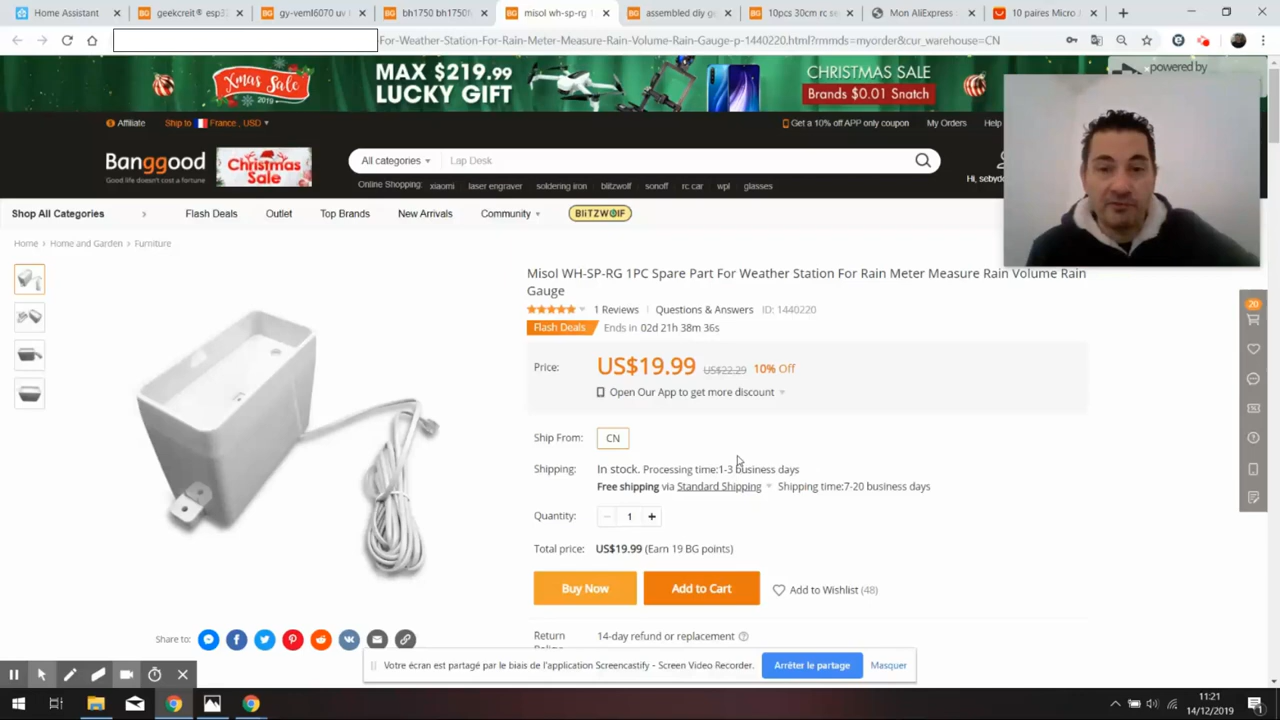 Home Assistant
geekcreit® esp3
gy-veml6070 uv l
bh1750 bh1750f
misol wh-sp-rg 1
assembled diy ge
10pcs 30cm rc se
Mon AliExpress :
10 paires Micro J
For-Weather-Station-For-Rain-Meter-Measure-Rain-Volume-Rain-Gauge-p-1440220.html?rmmds=myorder&cur_warehouse=CN
Xmas Sale 2019
MAX $219.99
LUCKY GIFT
CHRISTMAS SALE
Brands $0.01 Snatch
powered by
Affiliate
Ship to France , USD
Get a 10% off APP only coupon
My Orders
Help
Banggood
Good life doesn't cost a fortune
Christmas Sale
All categories
Lap Desk
Online Shopping: xiaomi laser engraver soldering iron blitzwolf sonoff rc car wpl glasses
Hi, sebydo
Shop All Categories
Flash Deals
Outlet
Top Brands
New Arrivals
Community
BLITZWOLF
Home > Home and Garden > Furniture
Misol WH-SP-RG 1PC Spare Part For Weather Station For Rain Meter Measure Rain Volume Rain
Gauge
1 Reviews
Questions & Answers
ID: 1440220
Flash Deals
Ends in 02d 21h 38m 36s
Price:
US$19.99
US$22.29
10% Off
Open Our App to get more discount
Ship From:
CN
Shipping:
In stock. Processing time:1-3 business days
Free shipping via Standard Shipping
Shipping time:7-20 business days
Quantity:
1
Total price:
US$19.99 (Earn 19 BG points)
Buy Now
Add to Cart
Add to Wishlist (48)
20
Share to:
Return
14-day refund or replacement
Votre écran est partagé par le biais de l'application Screencastify - Screen Video Recorder.
Arrêter le partage
Masquer
11:21
14/12/2019
1